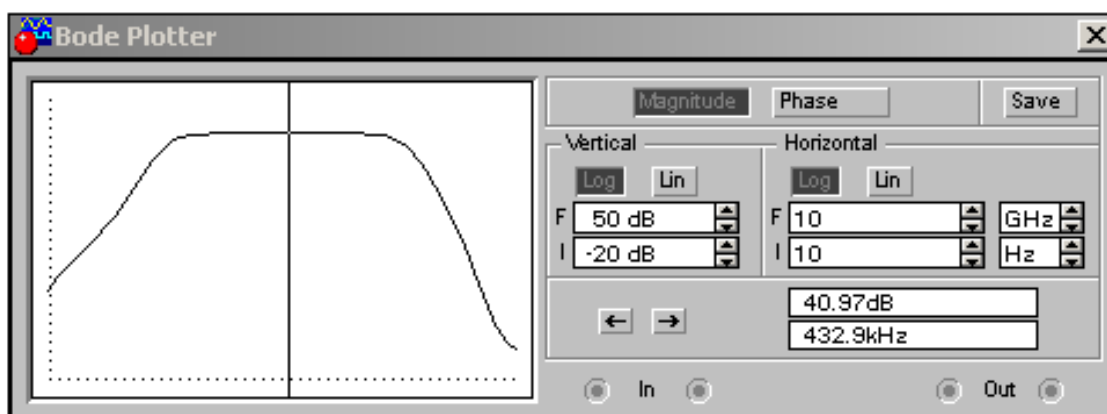 Bode Plotter
Magnitude Phase Save
Vertical Horizontal
Log Lin Log Lin
F 50 dB F 10 GHz
I -20 dB I 10 Hz
← → 40.97dB
432.9kHz
In Out